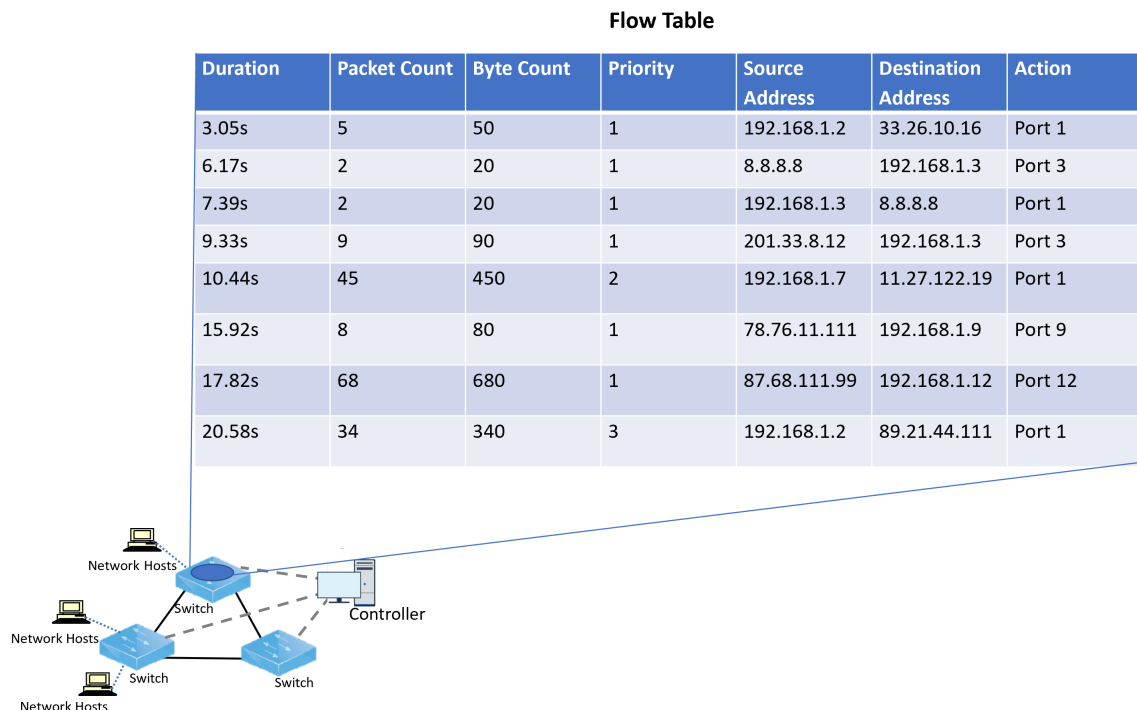 Flow Table
Duration Packet Count Byte Count Priority Source Address Destination Address Action
3.05s 5 50 1 192.168.1.2 33.26.10.16 Port 1
6.17s 2 20 1 8.8.8.8 192.168.1.3 Port 3
7.39s 2 20 1 192.168.1.3 8.8.8.8 Port 1
9.33s 9 90 1 201.33.8.12 192.168.1.3 Port 3
10.44s 45 450 2 192.168.1.7 11.27.122.19 Port 1
15.92s 8 80 1 78.76.11.111 192.168.1.9 Port 9
17.82s 68 680 1 87.68.111.99 192.168.1.12 Port 12
20.58s 34 340 3 192.168.1.2 89.21.44.111 Port 1
Network Hosts
Switch
Controller
Network Hosts
Switch
Switch
Network Hosts